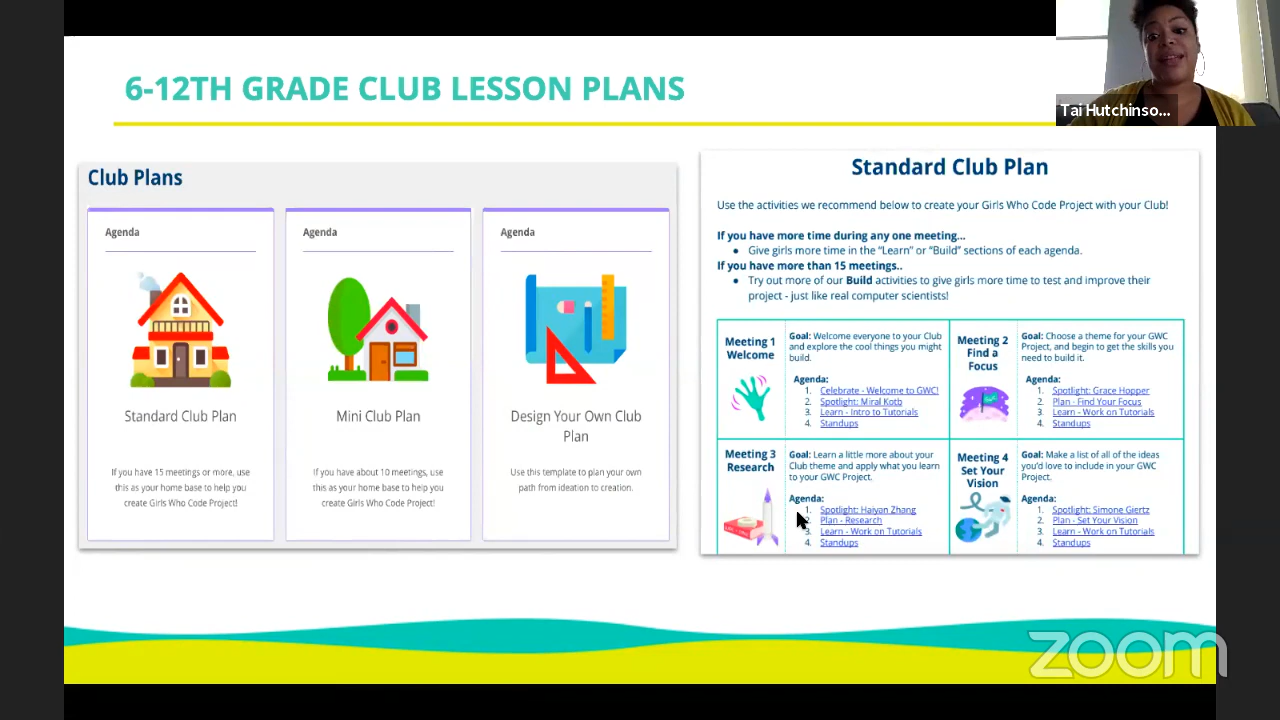 6-12TH GRADE CLUB LESSON PLANS
Tai Hutchinso...
Club Plans
Agenda
Standard Club Plan
If you have 15 meetings or more, use
this as your home base to help you
create Girls Who Code Project!
Agenda
Mini Club Plan
If you have about 10 meetings, use
this as your home base to help you
create Girls Who Code Project!
Agenda
Design Your Own Club
Plan
Use this template to plan your own
path from ideation to creation.
Standard Club Plan
Use the activities we recommend below to create your Girls Who Code Project with your Club!
If you have more time during any one meeting...
● Give girls more time in the “Learn” or “Build” sections of each agenda.
If you have more than 15 meetings..
● Try out more of our Build activities to give girls more time to test and improve their
project - just like real computer scientists!
Meeting 1
Welcome
Goal: Welcome everyone to your Club
and explore the cool things you might
build.
Agenda:
1. Celebrate - Welcome to GWC!
2. Spotlight: Miral Kotb
3. Learn - Intro to Tutorials
4. Standups
Meeting 2
Find a
Focus
Goal: Choose a theme for your GWC
Project, and begin to get the skills you
need to build it.
Agenda:
1. Spotlight: Grace Hopper
2. Plan - Find Your Focus
3. Learn - Work on Tutorials
4. Standups
Meeting 3
Research
Goal: Learn a little more about your
Club theme and apply what you learn
to your GWC Project.
Agenda:
1. Spotlight: Haiyan Zhang
2. Plan - Research
3. Learn - Work on Tutorials
4. Standups
Meeting 4
Set Your
Vision
Goal: Make a list of all of the ideas
you'd love to include in your GWC
Project.
Agenda:
1. Spotlight: Simone Giertz
2. Plan - Set Your Vision
3. Learn - Work on Tutorials
4. Standups
zoom